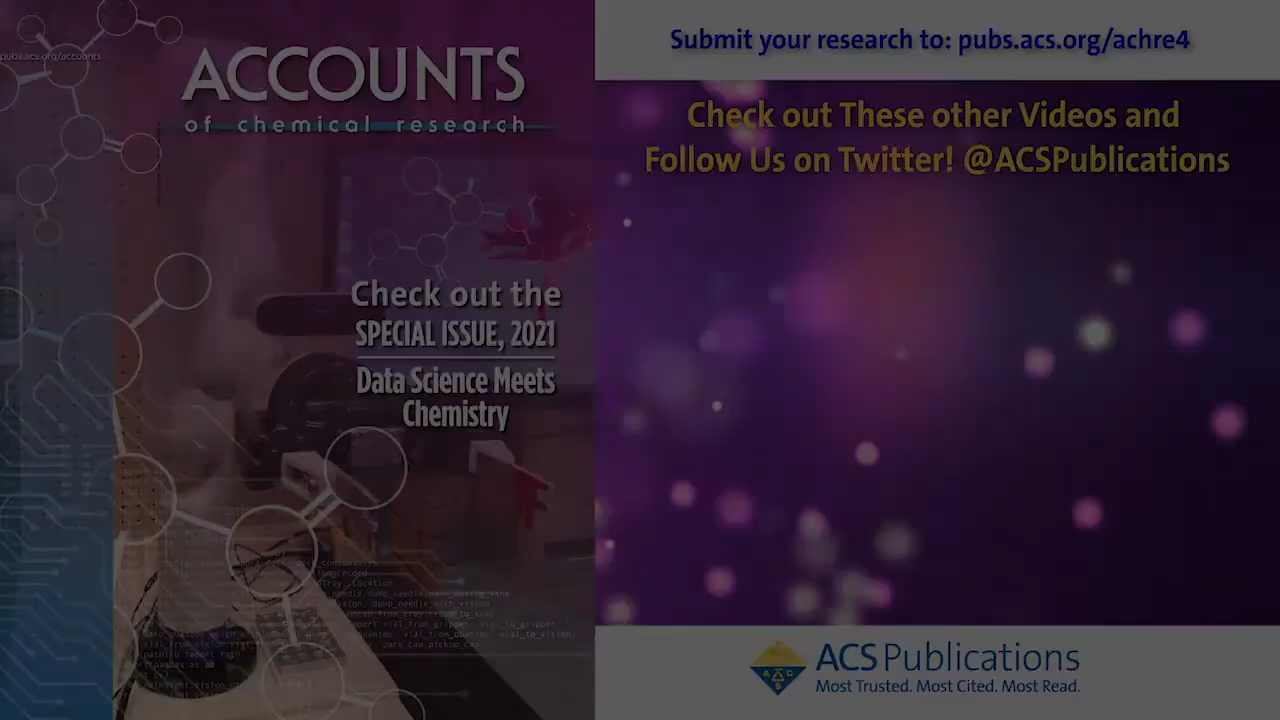 pubs.acs.org/accounts
ACCOUNTS
of chemical research
Check out the
SPECIAL ISSUE, 2021
Data Science Meets
Chemistry
Submit your research to: pubs.acs.org/achre4
Check out These other Videos and
Follow Us on Twitter! @ACSPublications
ACS Publications
Most Trusted. Most Cited. Most Read.